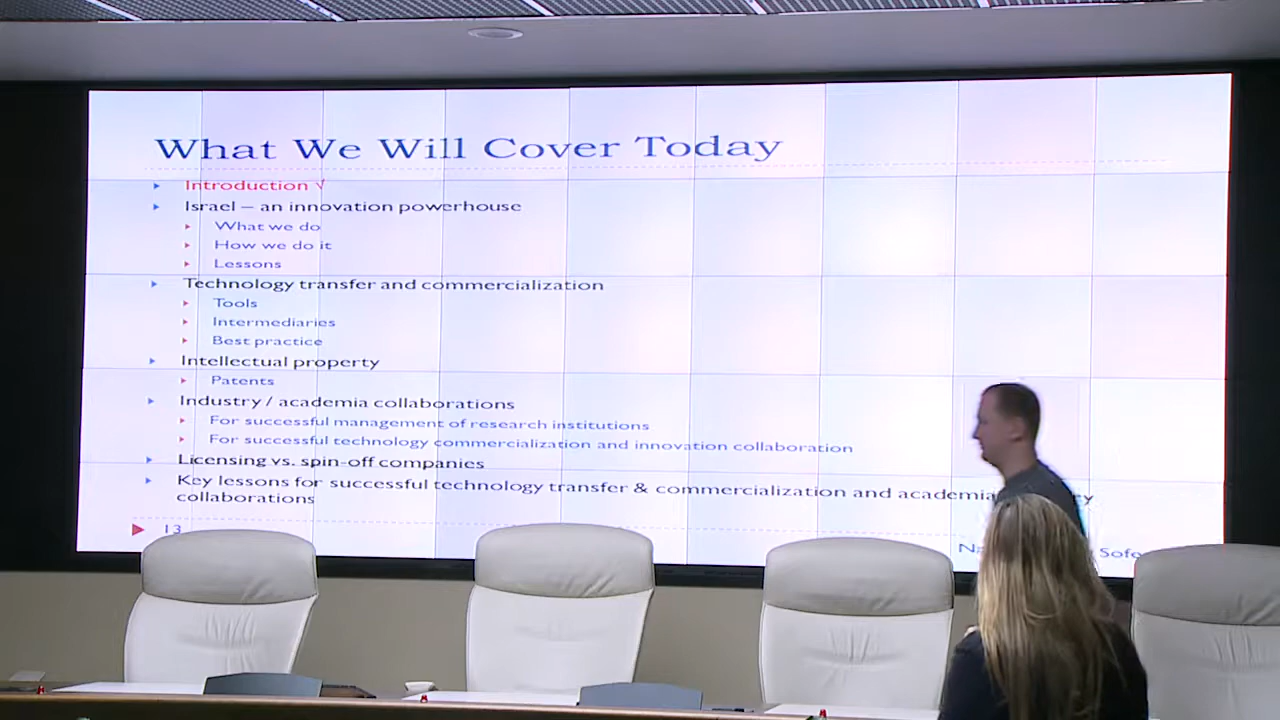 What We Will Cover Today
Introduction √
Israel – an innovation powerhouse
What we do
How we do it
Lessons
Technology transfer and commercialization
Tools
Intermediaries
Best practice
Intellectual property
Patents
Industry / academia collaborations
For successful management of research institutions
For successful technology commercialization and innovation collaboration
Licensing vs. spin-off companies
Key lessons for successful technology transfer & commercialization and academia
collaborations
13